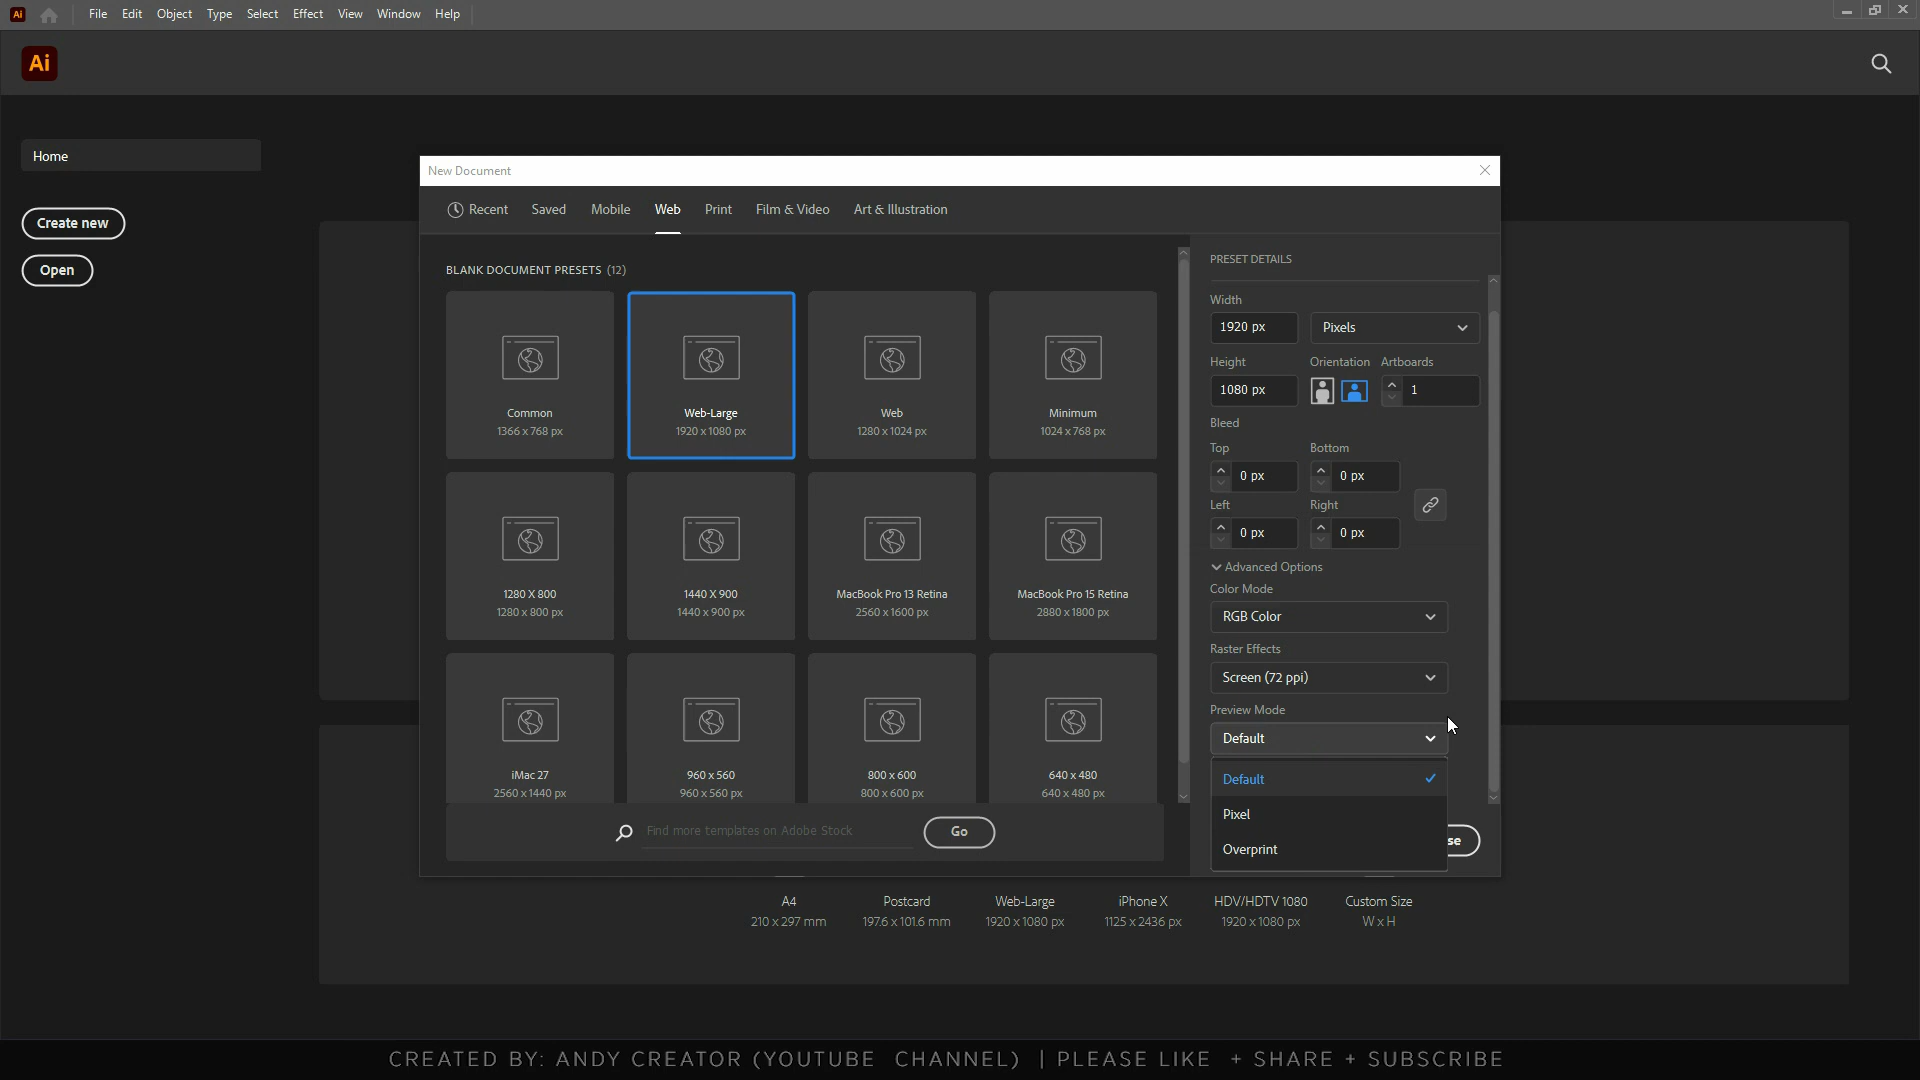 Ai File Edit Object Type Select Effect View Window Help
Ai
Home
Create new
Open
New Document
Recent Saved Mobile Web Print Film & Video Art & Illustration
BLANK DOCUMENT PRESETS (12)
Common
1366 x 768 px
Web-Large
1920 x 1080 px
Web
1280 x 1024 px
Minimum
1024 x 768 px
1280 X 800
1280 x 800 px
1440 X 900
1440 x 900 px
MacBook Pro 13 Retina
2560 x 1600 px
MacBook Pro 15 Retina
2880 x 1800 px
iMac 27
2560 x 1440 px
960 x 560
960 x 560 px
800 x 600
800 x 600 px
640 x 480
640 x 480 px
Find more templates on Adobe Stock
Go
PRESET DETAILS
Width
1920 px Pixels
Height Orientation Artboards
1080 px 1
Bleed
Top Bottom
0 px 0 px
Left Right
0 px 0 px
Advanced Options
Color Mode
RGB Color
Raster Effects
Screen (72 ppi)
Preview Mode
Default
Default
Pixel
Overprint
se
A4
210 x 297 mm
Postcard
197.6 x 101.6 mm
Web-Large
1920 x 1080 px
iPhone X
1125 x 2436 px
HDV/HDTV 1080
1920 x 1080 px
Custom Size
W x H
CREATED BY: ANDY CREATOR (YOUTUBE CHANNEL) | PLEASE LIKE + SHARE + SUBSCRIBE